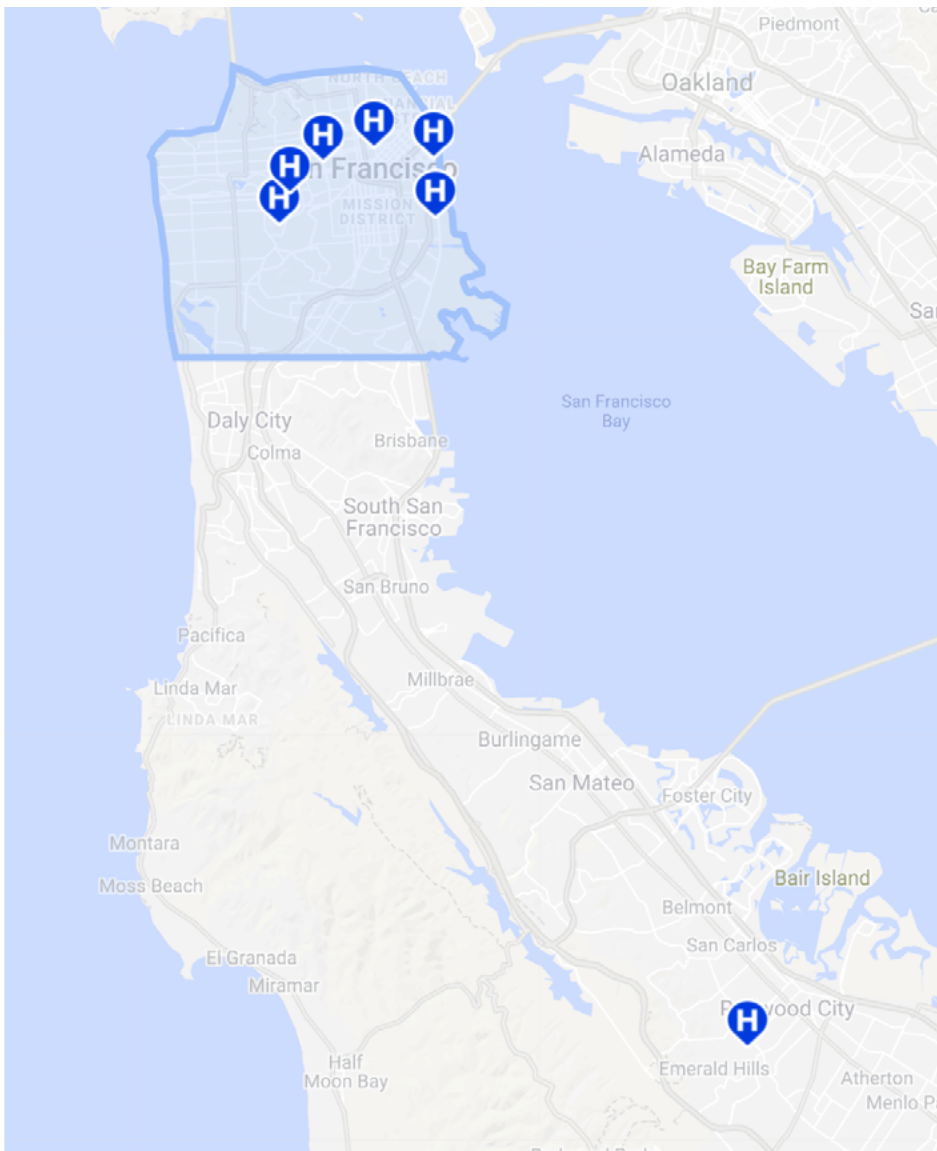 Piedmont
Oakland
NORTH BEACH
H
H
H
H
Alameda
H
n Francisco
H
MISSION
DISTRICT
Bay Farm
Island
Sa
San Francisco
Bay
Daly City
Brisbane
Colma
South San
Francisco
San Bruno
Pacifica
Millbrae
Linda Mar
LINDA MAR
Burlingame
San Mateo
Foster City
Montara
Bair Island
Moss Beach
Belmont
San Carlos
El Granada
Miramar
H
wood City
Half
Moon Bay
Emerald Hills
Atherton
Menlo P